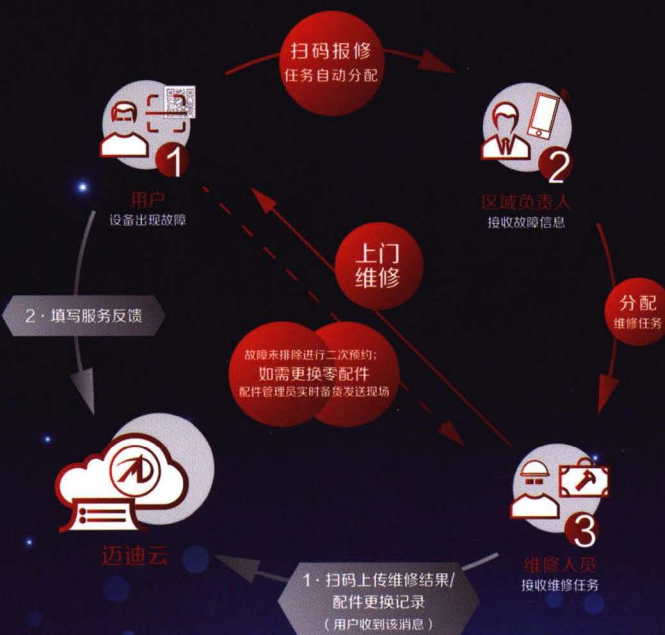 扫码报修
任务自动分配
1
用户
设备出现故障
2
区域负责人
接收故障信息
上门
维修
分配
维修任务
2·填写服务反馈
故障未排除进行二次预约;
如需更换零配件
配件管理员实时备货发送现场
迈迪云
3
维修人员
接收维修任务
1·扫码上传维修结果/
配件更换记录
(用户收到该消息)